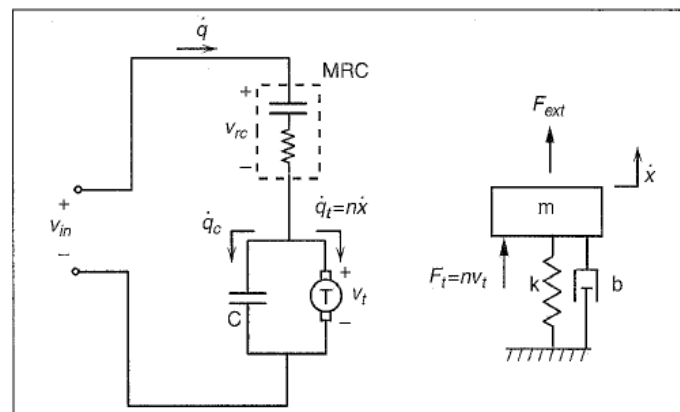 q̇
MRC
+
v_rc
−
+
v_in
−
q̇_c
q̇_t=nẋ
C
T
+
v_t
−
F_ext
ẋ
m
F_t=nv_t
k
b